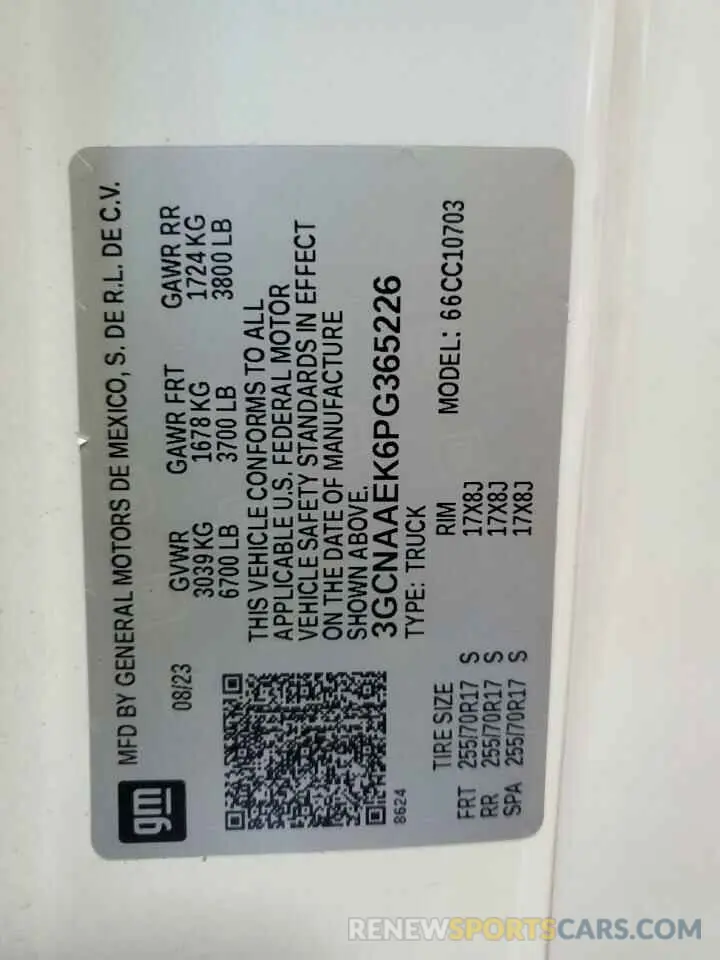 gm
MFD BY GENERAL MOTORS DE MEXICO, S. DE R.L. DE C.V.
08/23
GVWR GAWR FRT GAWR RR
3039 KG 1678 KG 1724 KG
6700 LB 3700 LB 3800 LB
THIS VEHICLE CONFORMS TO ALL
APPLICABLE U.S. FEDERAL MOTOR
VEHICLE SAFETY STANDARDS IN EFFECT
ON THE DATE OF MANUFACTURE
SHOWN ABOVE.
3GCNAAEK6PG365226
TYPE: TRUCK
8624
MODEL: 66CC10703
TIRE SIZE RIM
FRT 255/70R17 S 17X8J
RR 255/70R17 S 17X8J
SPA 255/70R17 S 17X8J
RENEWSPORTSCARS.COM